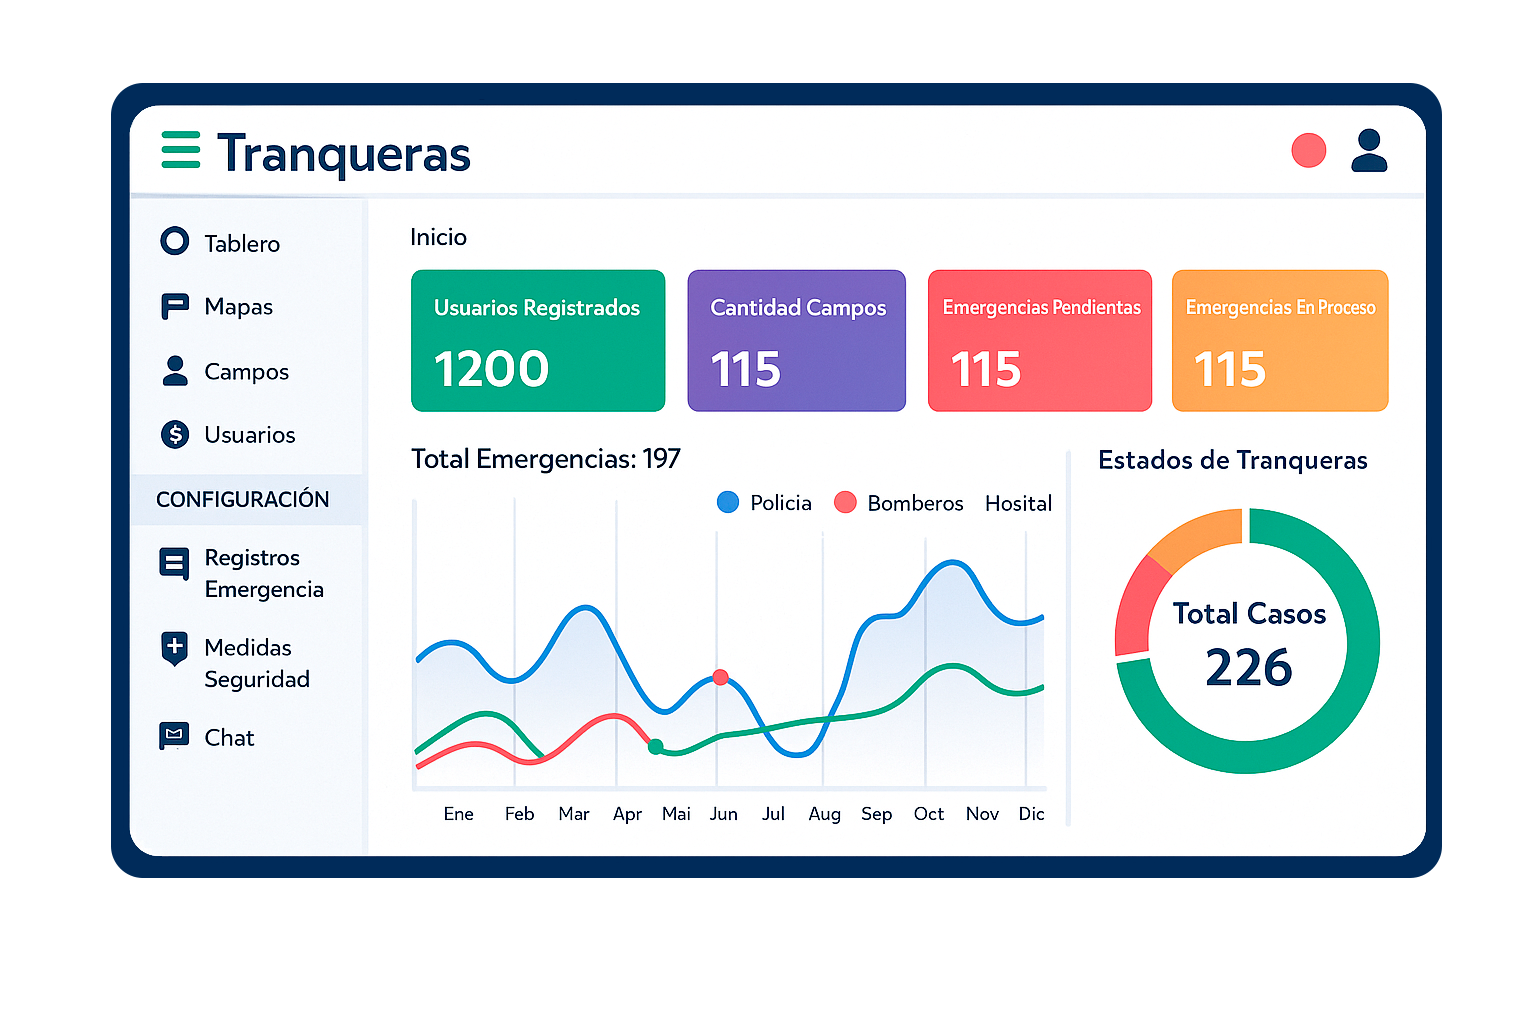 Tranqueras
Tablero
Mapas
Campos
Usuarios
CONFIGURACIÓN
Registros
Emergencia
Medidas
Seguridad
Chat
Inicio
Usuarios Registrados
1200
Cantidad Campos
115
Emergencias Pendientas
115
Emergencias En Proceso
115
Total Emergencias: 197
Policia Bomberos Hosital
Ene Feb Mar Apr Mai Jun Jul Aug Sep Oct Nov Dic
Estados de Tranqueras
Total Casos
226